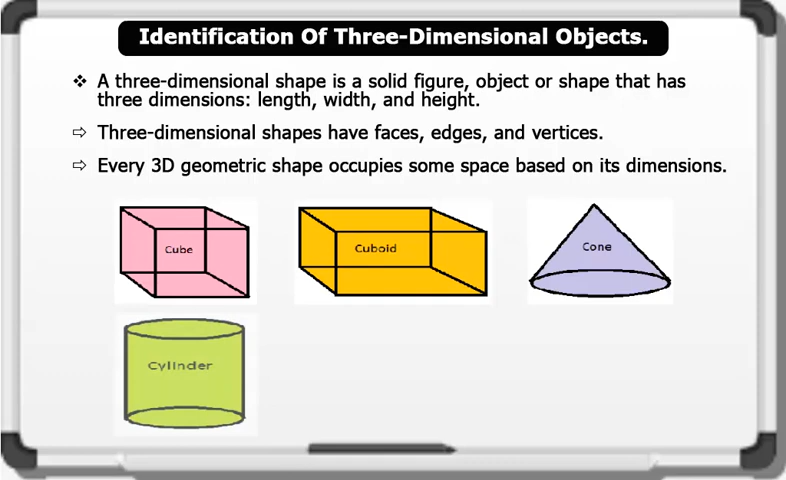 Identification Of Three-Dimensional Objects.
❖ A three-dimensional shape is a solid figure, object or shape that has
three dimensions: length, width, and height.
⇨ Three-dimensional shapes have faces, edges, and vertices.
⇨ Every 3D geometric shape occupies some space based on its dimensions.
Cube
Cuboid
Cone
Cylinder